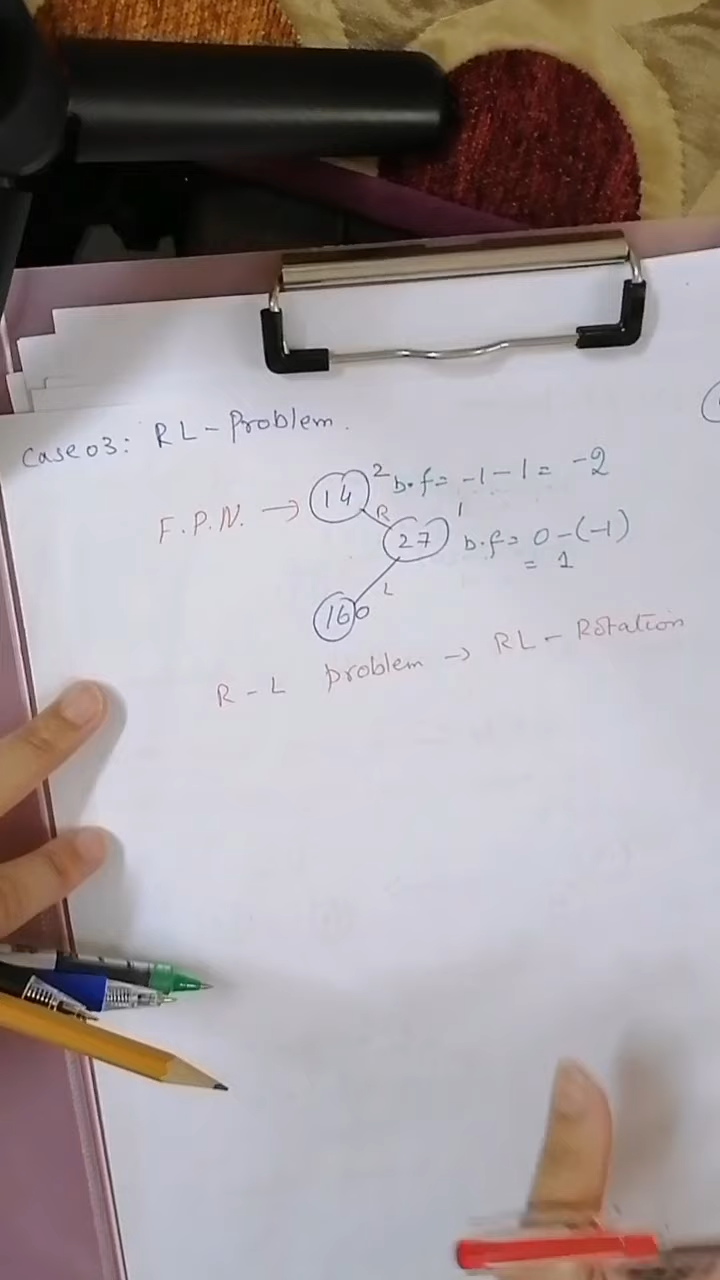 Case 03: RL - Problem.
F.P.N. → 14 2 b.f = -1 - 1 = -2
R
27 1 b.f = 0 - (-1)
= 1
L
16 0
R - L problem → RL - Rotation